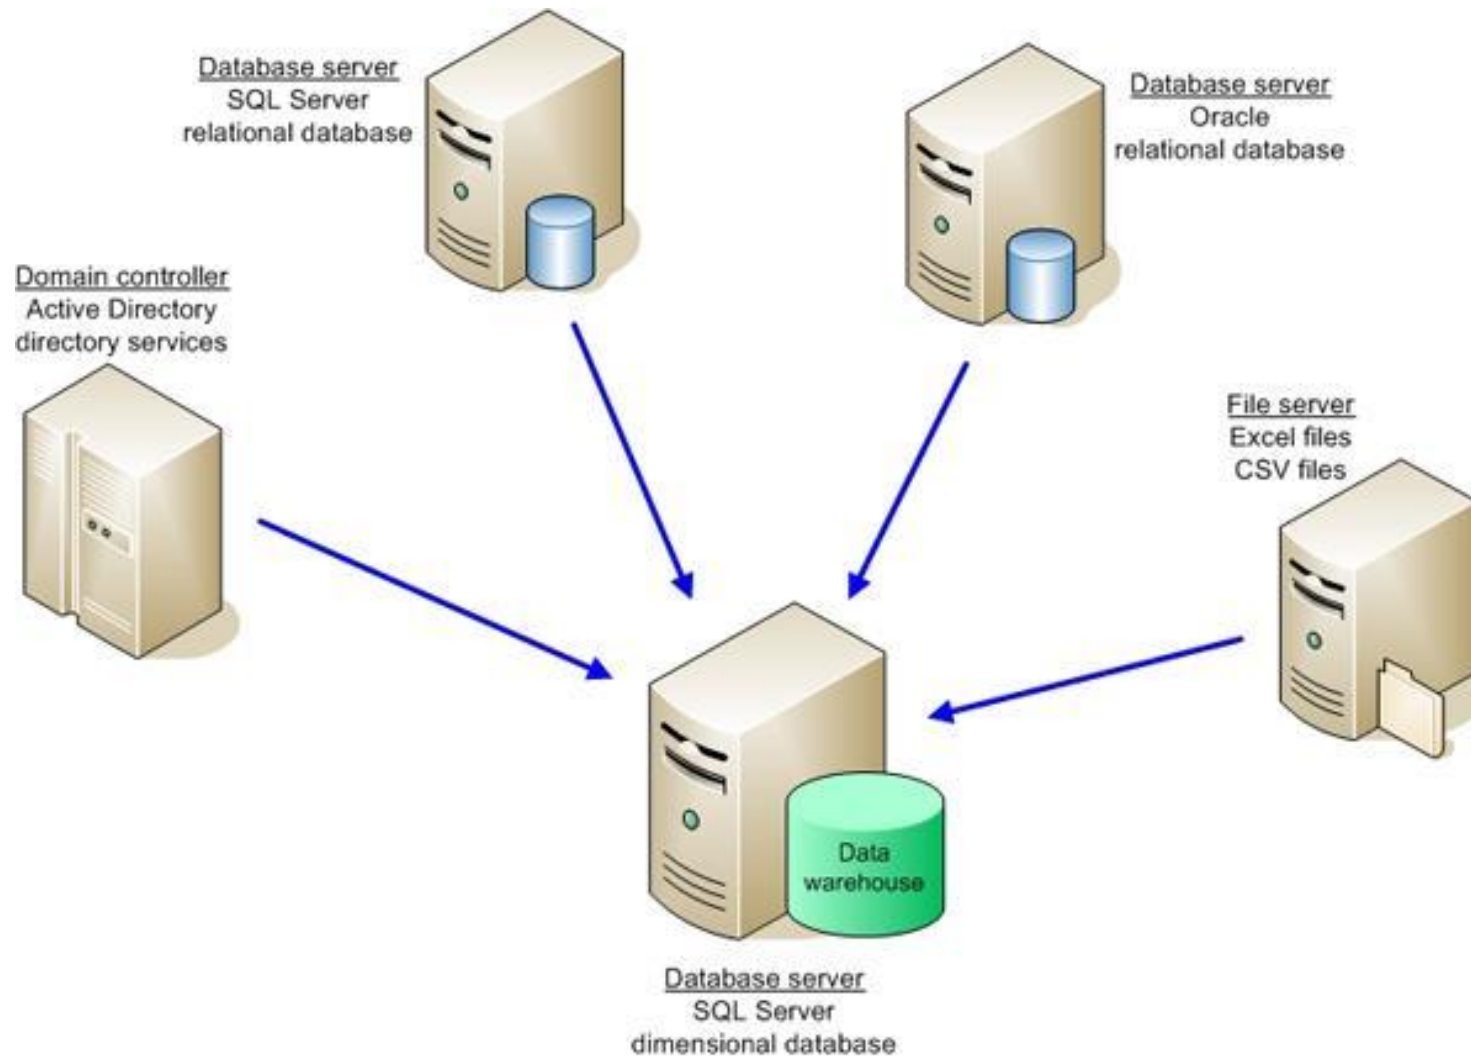 Database server
SQL Server
relational database
Database server
Oracle
relational database
Domain controller
Active Directory
directory services
File server
Excel files
CSV files
Data
warehouse
Database server
SQL Server
dimensional database